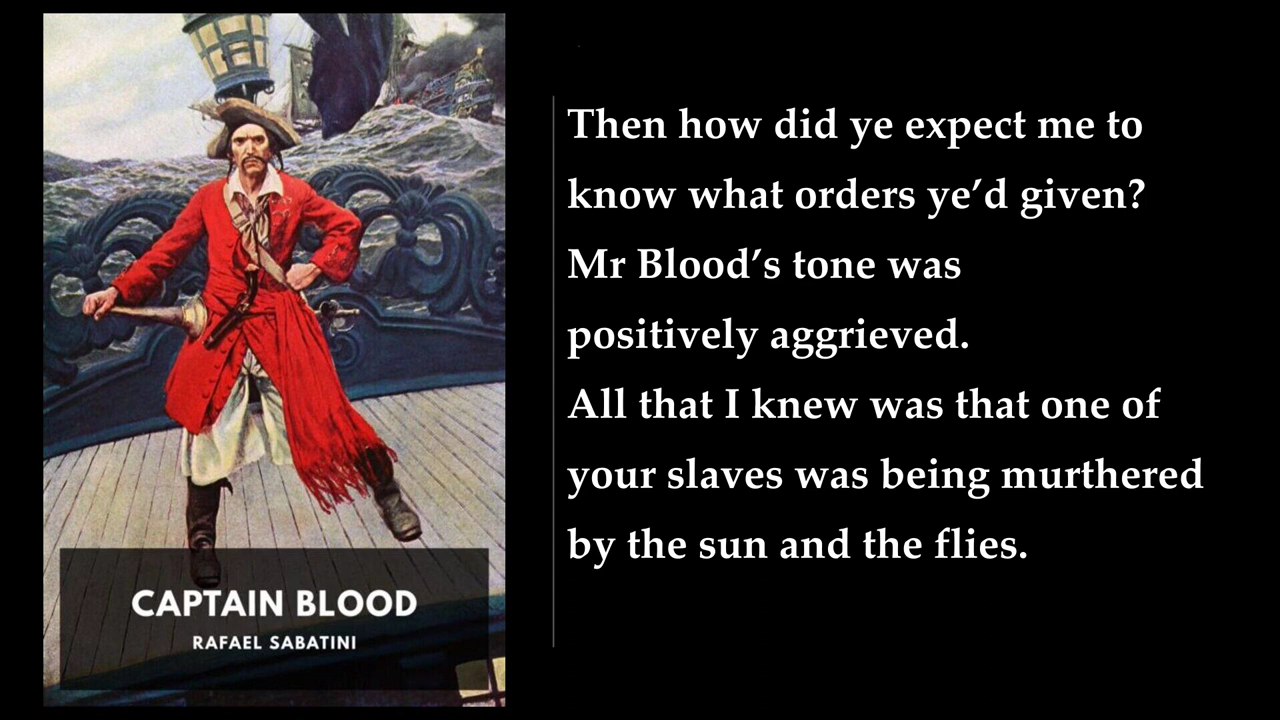 CAPTAIN BLOOD
RAFAEL SABATINI
Then how did ye expect me to
know what orders ye’d given?
Mr Blood’s tone was
positively aggrieved.
All that I knew was that one of
your slaves was being murthered
by the sun and the flies.